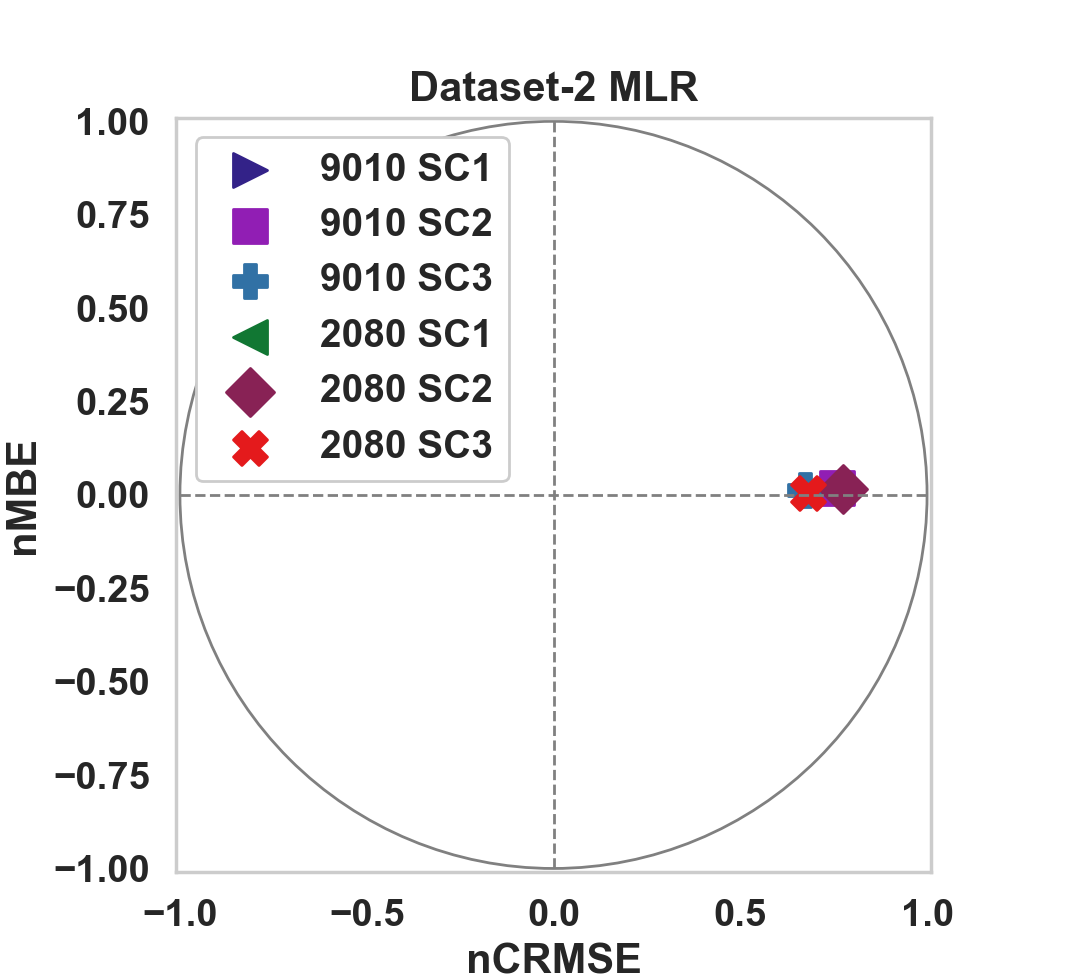 Dataset-2 MLR
1.00
0.75
0.50
0.25
0.00
−0.25
−0.50
−0.75
−1.00
nMBE
9010 SC1
9010 SC2
9010 SC3
2080 SC1
2080 SC2
2080 SC3
−1.0 −0.5 0.0 0.5 1.0
nCRMSE